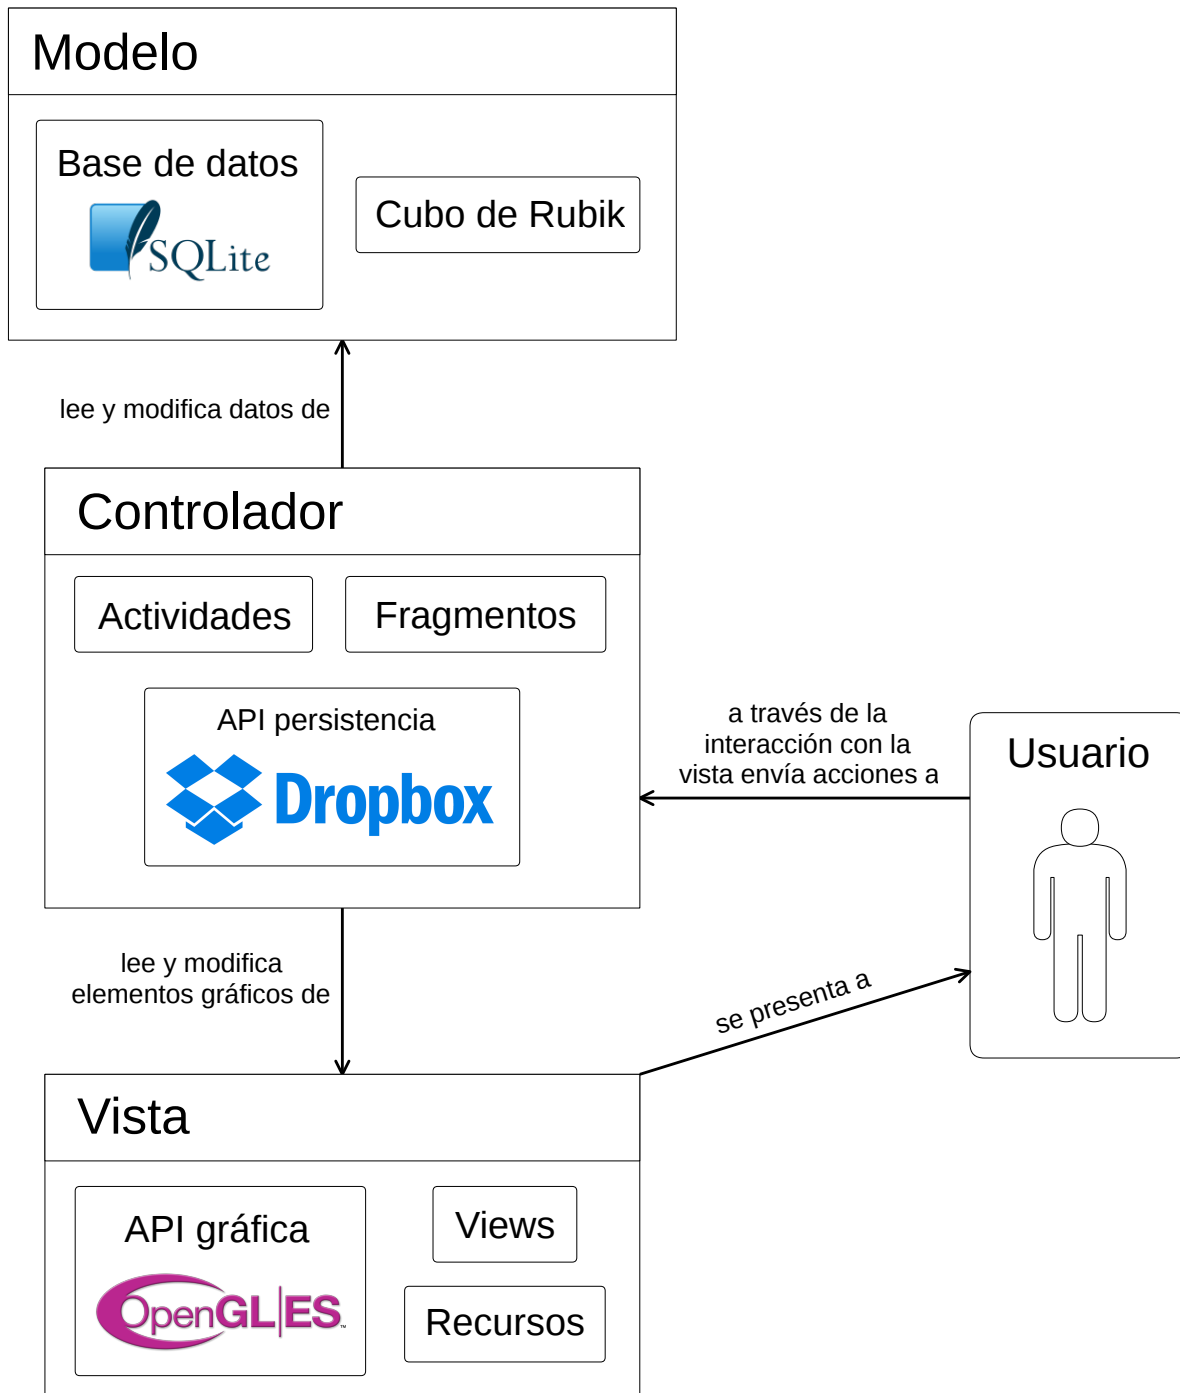 Modelo
Base de datos
SQLite
Cubo de Rubik
lee y modifica datos de
Controlador
Actividades
Fragmentos
API persistencia
Dropbox
a través de la
interacción con la
vista envía acciones a
Usuario
lee y modifica
elementos gráficos de
se presenta a
Vista
API gráfica
OpenGL|ES™
Views
Recursos